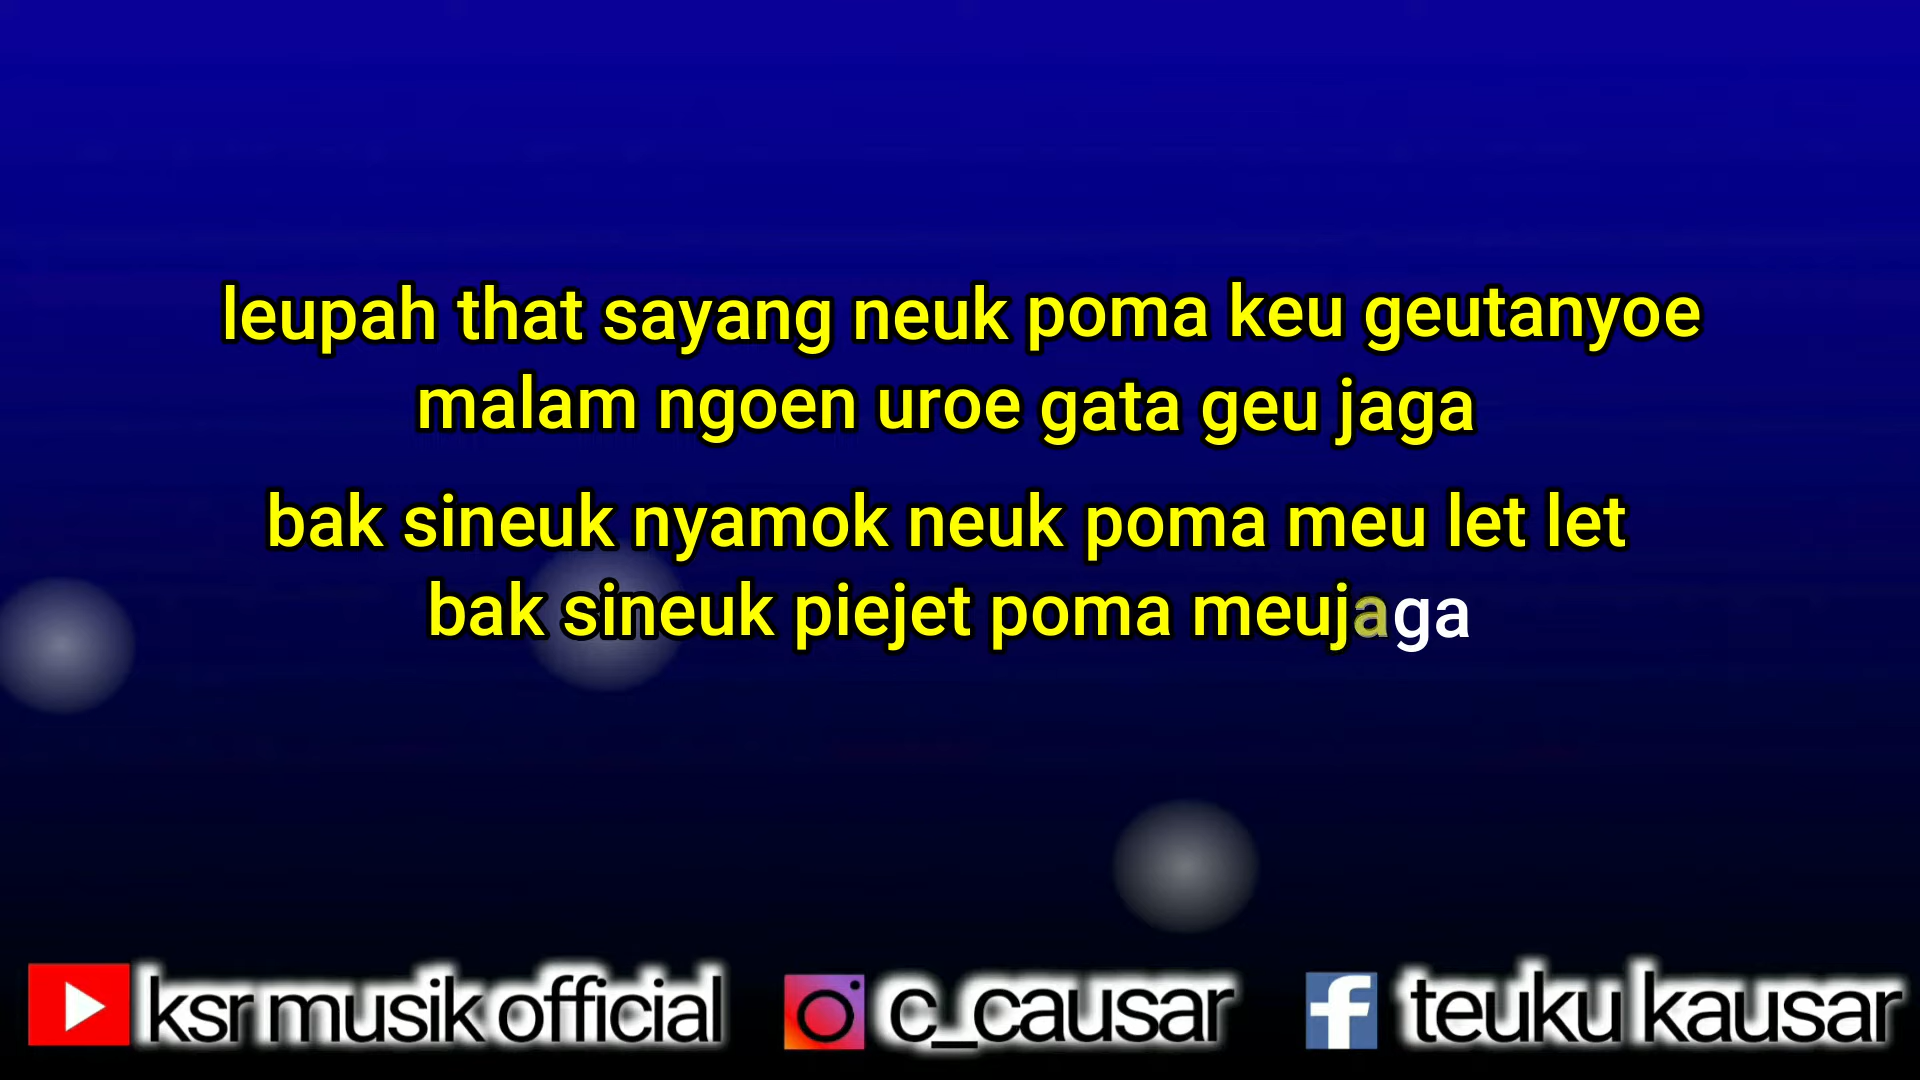 leupah that sayang neuk poma keu geutanyoe
malam ngoen uroe gata geu jaga
bak sineuk nyamok neuk poma meu let let
bak sineuk piejet poma meujaga
ksr musik official c_causar teuku kausar